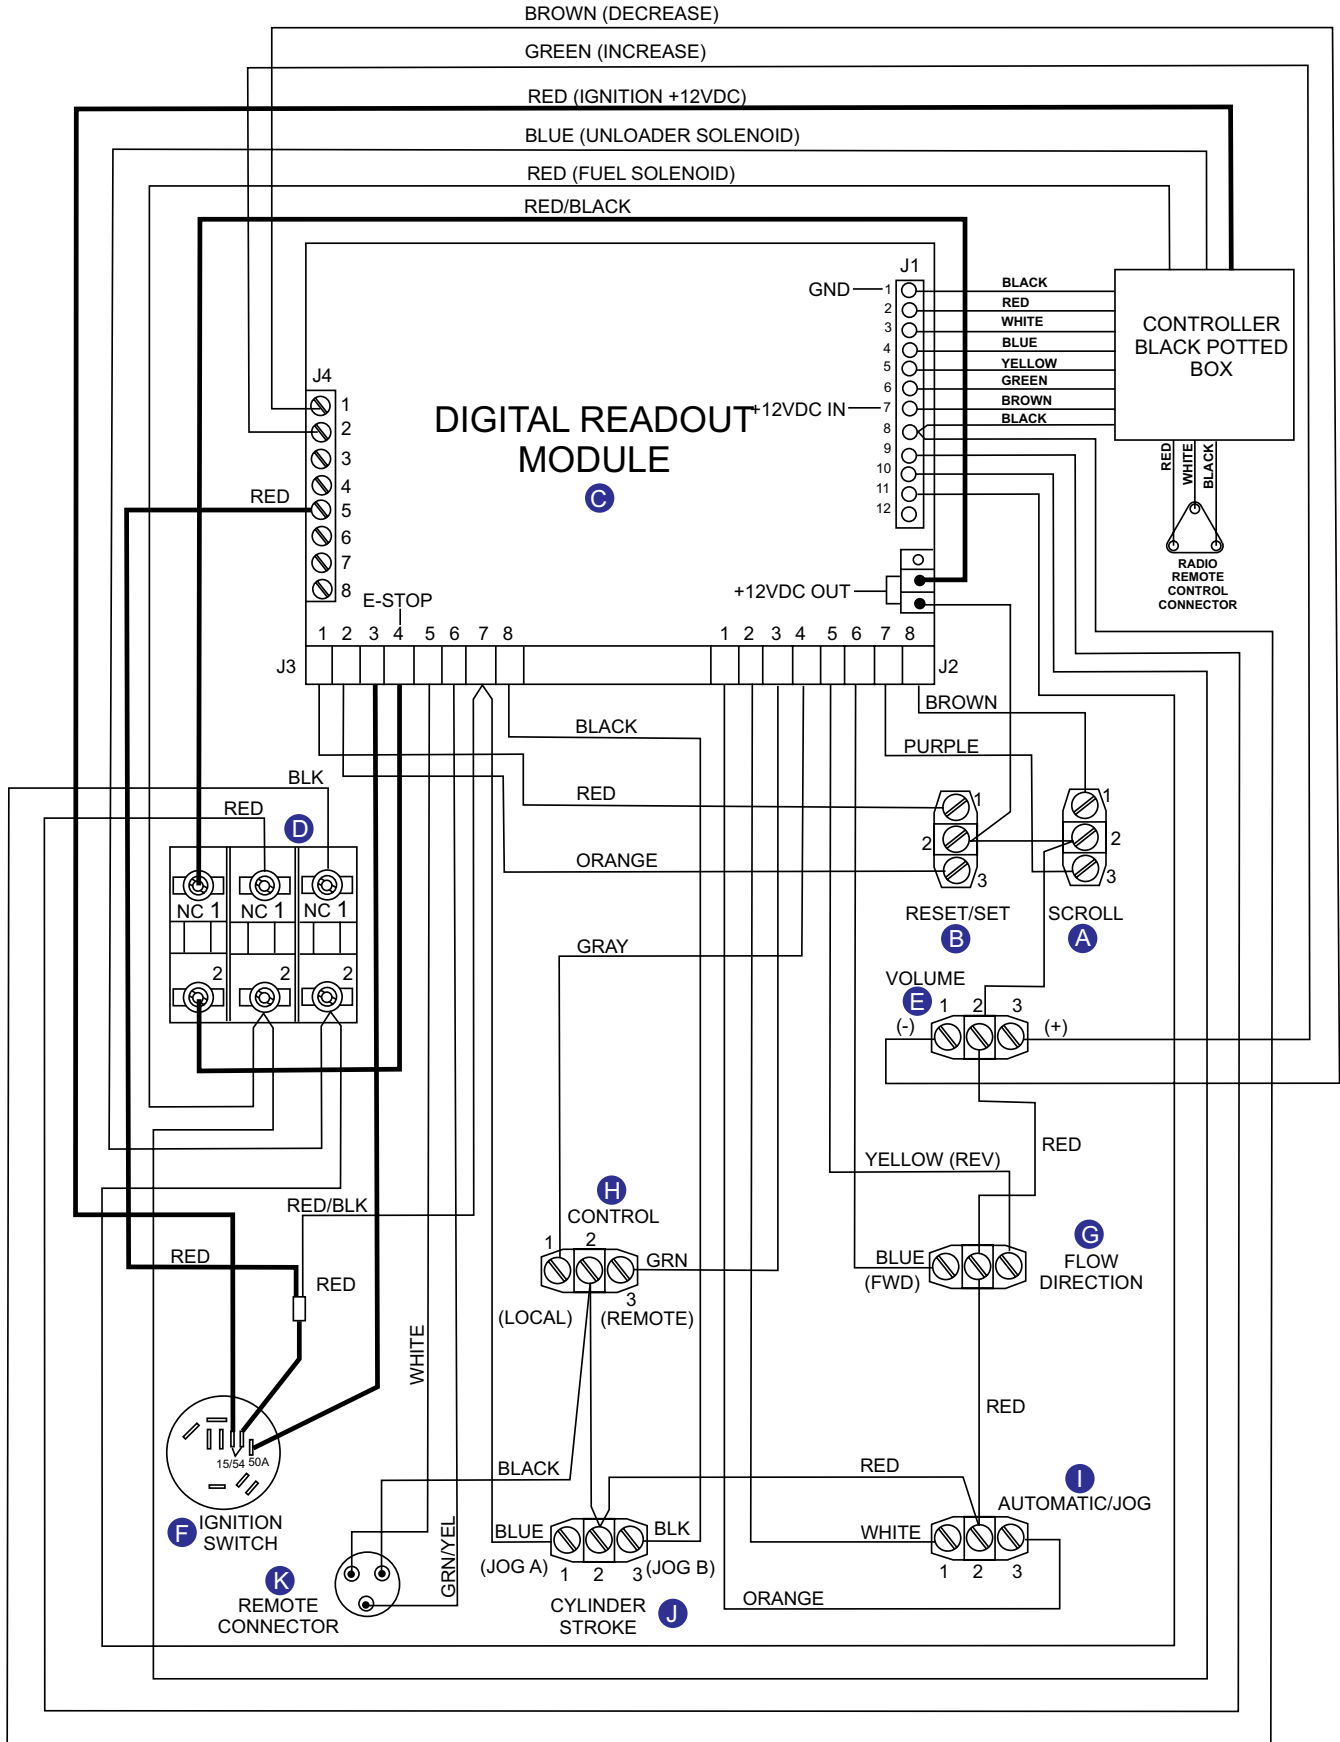 BROWN (DECREASE)
GREEN (INCREASE)
RED (IGNITION +12VDC)
BLUE (UNLOADER SOLENOID)
RED (FUEL SOLENOID)
RED/BLACK
J1
GND
1
2
3
4
5
6
+12VDC IN
7
8
9
10
11
12
BLACK
RED
WHITE
BLUE
YELLOW
GREEN
BROWN
BLACK
CONTROLLER
BLACK POTTED
BOX
RED
WHITE
BLACK
RADIO
REMOTE
CONTROL
CONNECTOR
J4
1
2
3
4
5
6
7
8
RED
DIGITAL READOUT
MODULE
C
+12VDC OUT
E-STOP
1 2 3 4 5 6 7 8
1 2 3 4 5 6 7 8
J3
J2
BROWN
PURPLE
BLACK
BLK
RED
D
RED
ORANGE
1
2
3
1
2
3
RESET/SET
B
SCROLL
A
NC 1
NC 1
NC 1
2
2
2
GRAY
VOLUME
E
1 2 3
(-)
(+)
RED
YELLOW (REV)
H
CONTROL
1
2
3
GRN
(LOCAL)
(REMOTE)
BLUE
(FWD)
G
FLOW
DIRECTION
RED/BLK
RED
RED
WHITE
RED
15/54
50A
F
IGNITION
SWITCH
BLACK
RED
I
AUTOMATIC/JOG
BLUE
BLK
WHITE
(JOG A)
1 2 3
(JOG B)
1 2 3
GRN/YEL
K
REMOTE
CONNECTOR
CYLINDER
STROKE
J
ORANGE